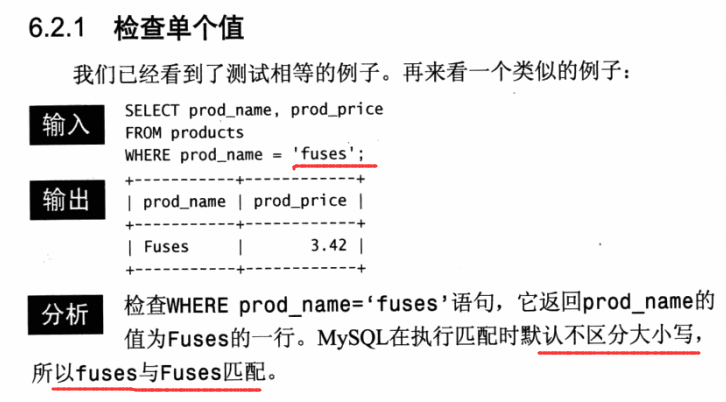 6.2.1 检查单个值
我们已经看到了测试相等的例子。再来看一个类似的例子：
输入
SELECT prod_name, prod_price
FROM products
WHERE prod_name = 'fuses';
输出
+-----------+------------+
| prod_name | prod_price |
+-----------+------------+
| Fuses     |       3.42 |
+-----------+------------+
分析
检查WHERE prod_name=‘fuses’语句，它返回prod_name的
值为Fuses的一行。MySQL在执行匹配时默认不区分大小写，
所以fuses与Fuses匹配。